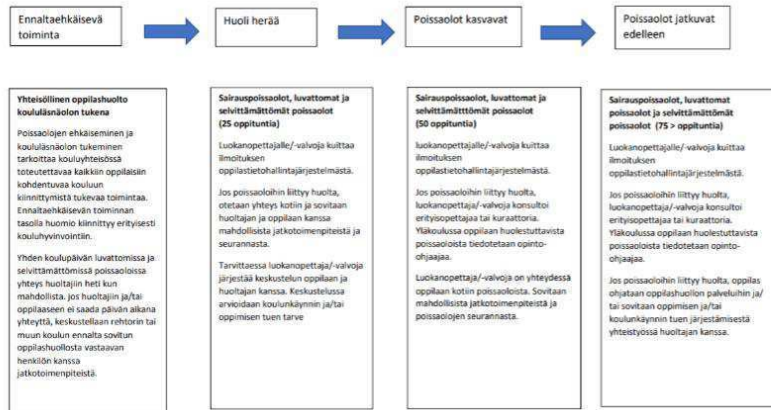 Ennaltaehkäisevä
toiminta
Huoli herää
Poissaolot kasvavat
Poissaolot jatkuvat
edelleen
Yhteisöllinen oppilashuolto
koululäsnäolon tukena
Poissaolojen ehkäiseminen ja
koululäsnäolon tukeminen
tarkoittaa kouluyhteisössä
toteutettavaa kaikkiin oppilaisiin
kohdentuvaa kouluun
kiinnittymistä tukevaa toimintaa.
Ennaltaehkäisevän toiminnan
tasolla huomio kiinnittyy erityisesti
kouluhyvinvointiin.
Yhden koulupäivän luvattomissa ja
selvittämättömissä poissaoloissa
yhteys huoltajiin heti kun
mahdollista. jos huoltajiin ja/tai
oppilaaseen ei saada päivän aikana
yhteyttä, keskustellaan rehtorin tai
muun koulun ennalta sovitun
oppilashuollosta vastaavan
henkilön kanssa
jatkotoimenpiteistä.
Sairauspoissaolot, luvattomat ja
selvittämättömät poissaolot
(25 oppituntia)
Luokanopettajalle/-valvoja kuittaa
ilmoituksen
oppilastietohallintajärjestelmästä.
Jos poissaoloihin liittyy huolta,
otetaan yhteys kotiin ja sovitaan
huoltajan ja oppilaan kanssa
mahdollisista jatkotoimenpiteistä ja
seurannasta.
Tarvittaessa luokanopettaja/-valvoja
järjestää keskustelun oppilaan ja
huoltajan kanssa. Keskustelussa
arvioidaan koulunkäynnin ja/tai
oppimisen tuen tarve
Sairauspoissaolot, luvattomat ja
selvittämätttömät poissaolot
(50 oppituntia)
luokanopettajalle/-valvoja kuittaa
ilmoituksen
oppilastietohallintajärjestelmästä.
Jos poissaoloihin liittyy huolta,
luokanopettaja/-valvoja konsultoi
erityisopettajaa tai kuraattoria.
Yläkoulussa oppilaan huolestuttavista
poissaoloista tiedotetaan opinto-
ohjaajaa.
Luokanopettaja/-valvoja on yhteydessä
oppilaan kotiin poissaoloista. Sovitaan
mahdollisista jatkotoimenpiteistä ja
poissaolojen seurannasta.
Sairauspoissaolot, luvattomat
poissaolot ja selvittämättömät
poissaolot (75 > oppituntia)
Luokanopettajalle/-valvoja kuittaa
ilmoituksen
oppilastietohallintajärjestelmästä.
Jos poissaoloihin liittyy huolta,
luokanopettaja/-valvoja konsultoi
erityisopettajaa tai kuraattoria.
Yläkoulussa oppilaan huolestuttavista
poissaoloista tiedotetaan opinto-
ohjaajaa.
Jos poissaoloihin liittyy huolta, oppilas
ohjataan oppilashuollon palveluihin ja/
tai sovitaan oppimisen ja/tai
koulunkäynnin tuen järjestämisestä
yhteistyössä huoltajan kanssa.